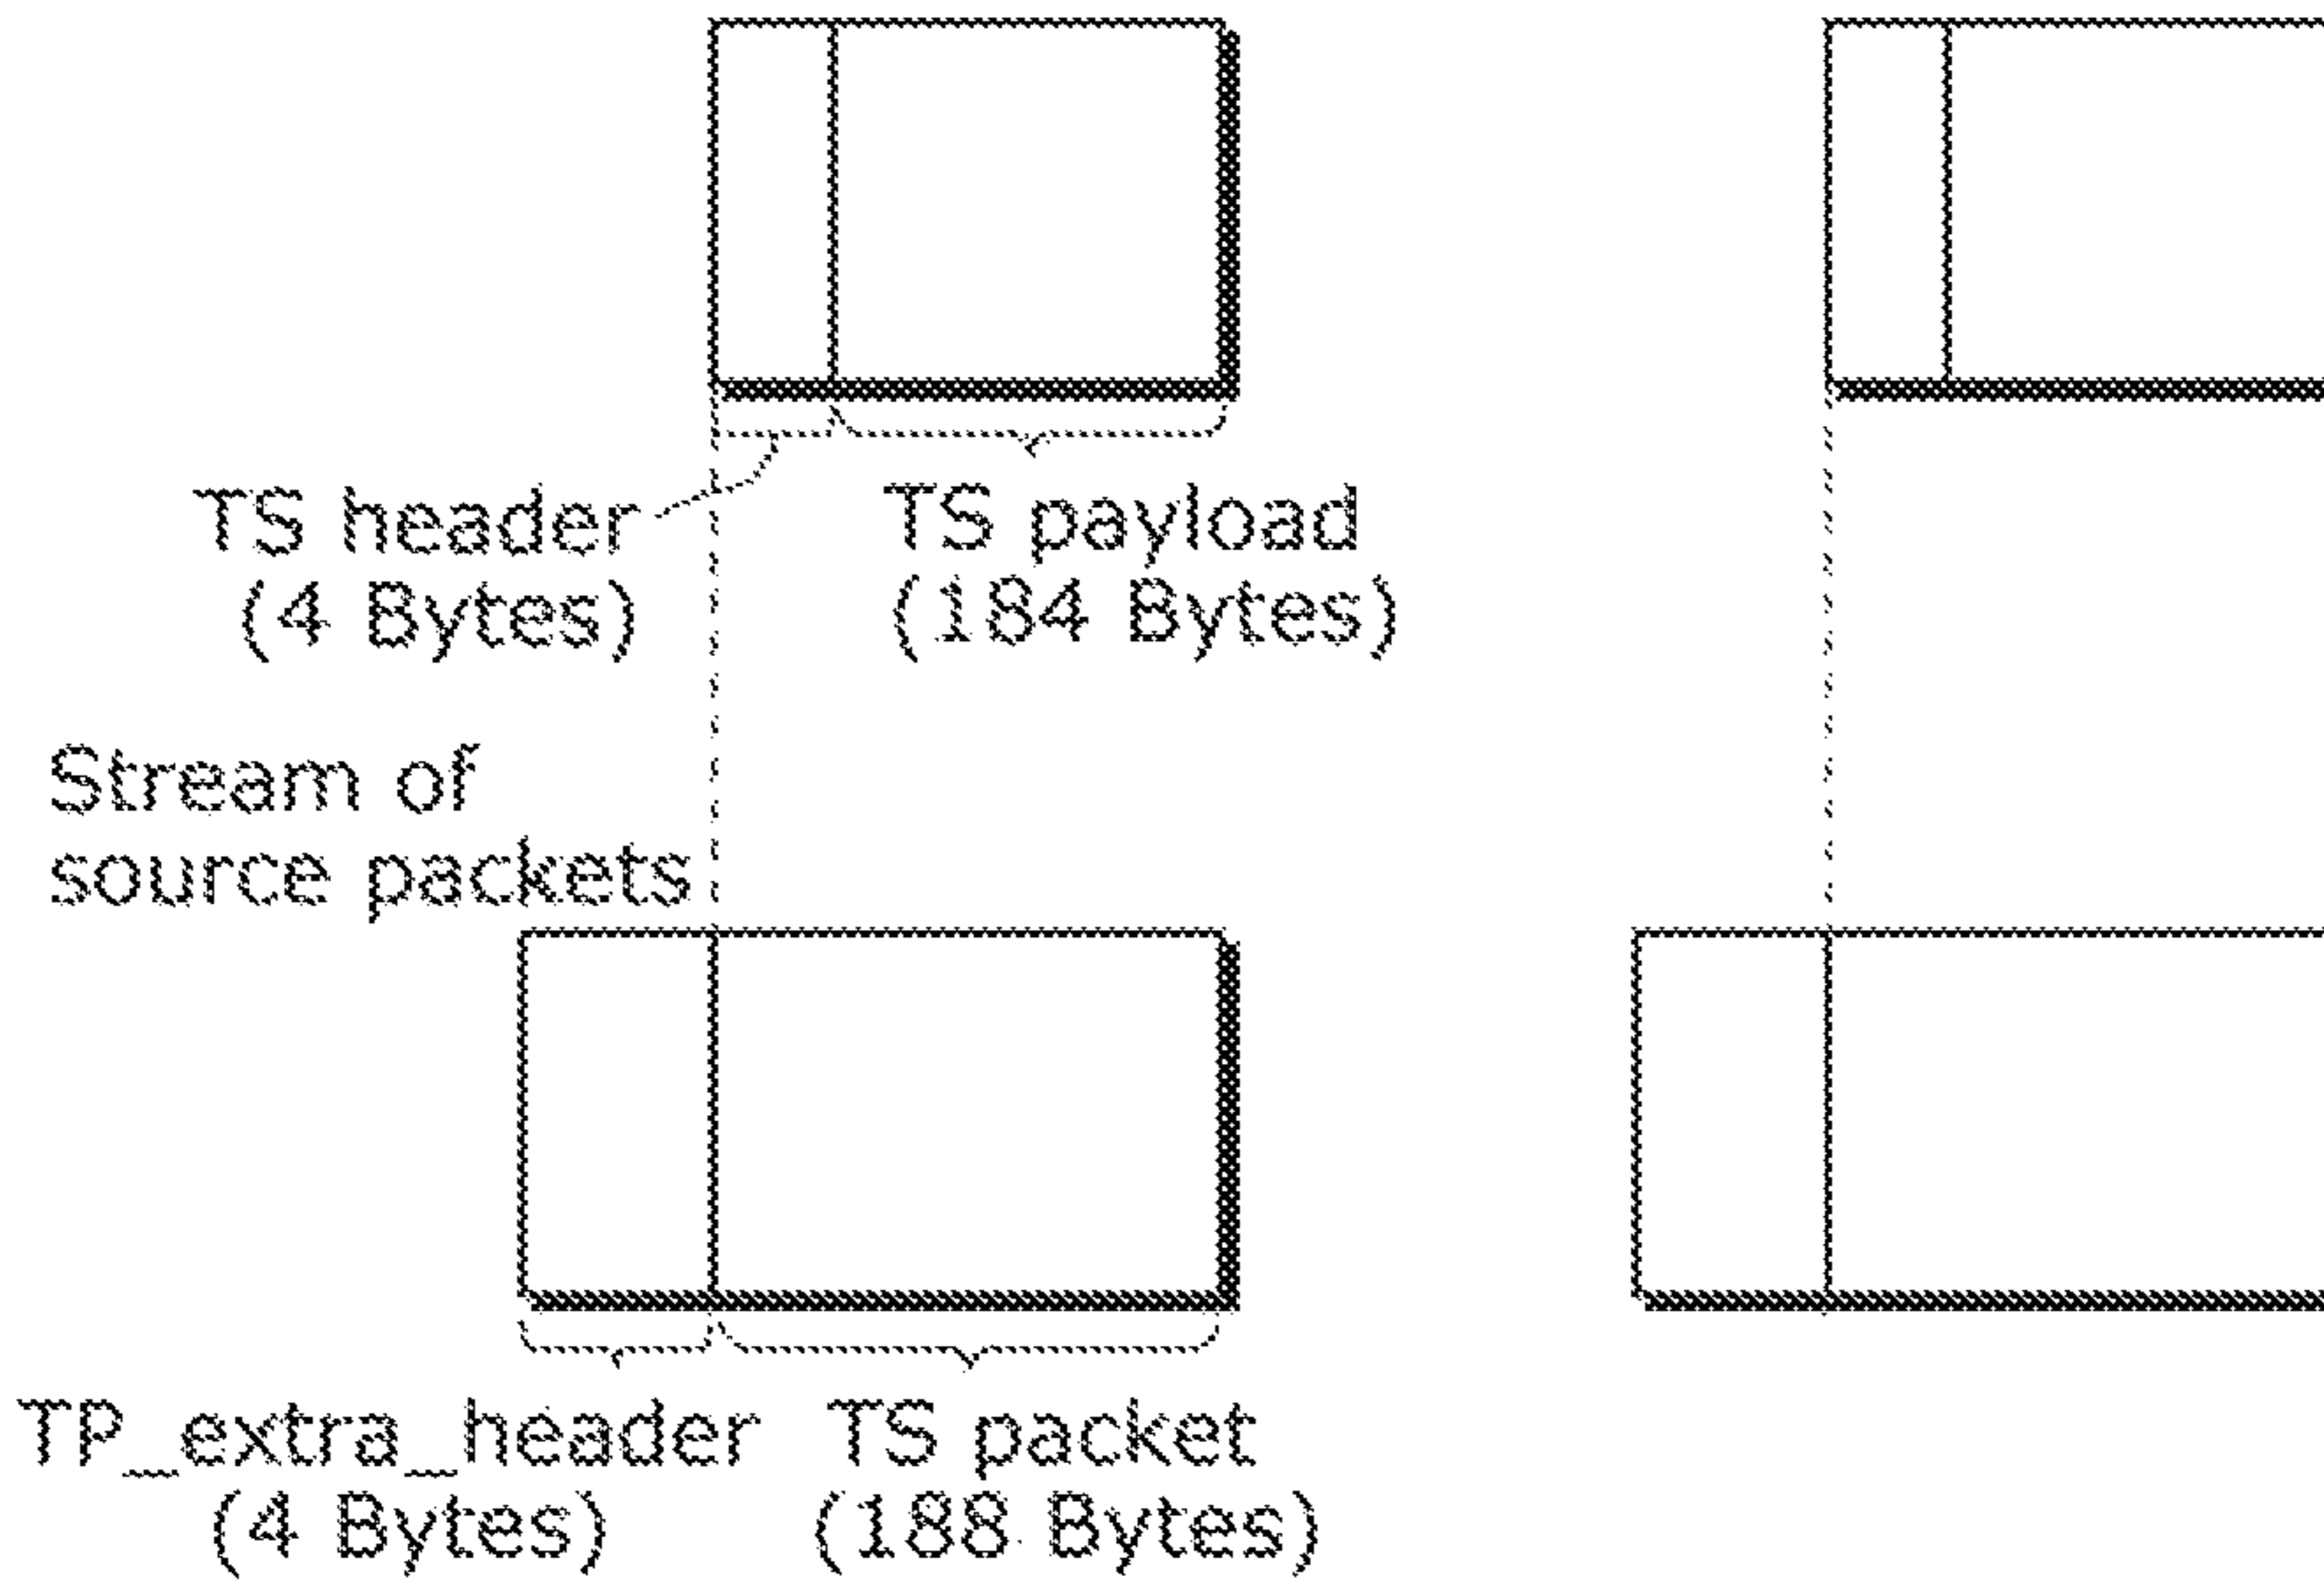 TS header
(4 Bytes)
TS payload
(184 Bytes)
Stream of
source packets
TP_extra_header
(4 Bytes)
TS packet
(188 Bytes)